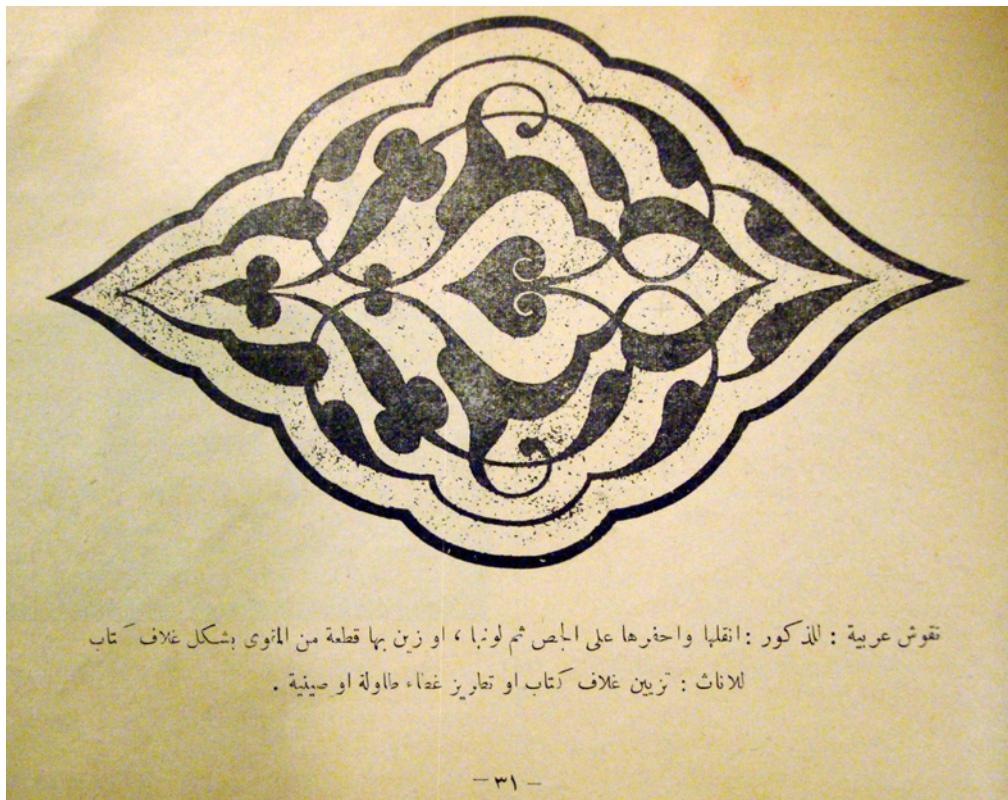 نقوش عربية : للذكور : انقلها واحفرها على الجص ثم لونها ، او زين بها قطعة من المقوى بشكل غلاف كتاب
للاناث : تزيين غلاف كتاب او تطريز غطاء طاولة او صينية .
— ٣١ —